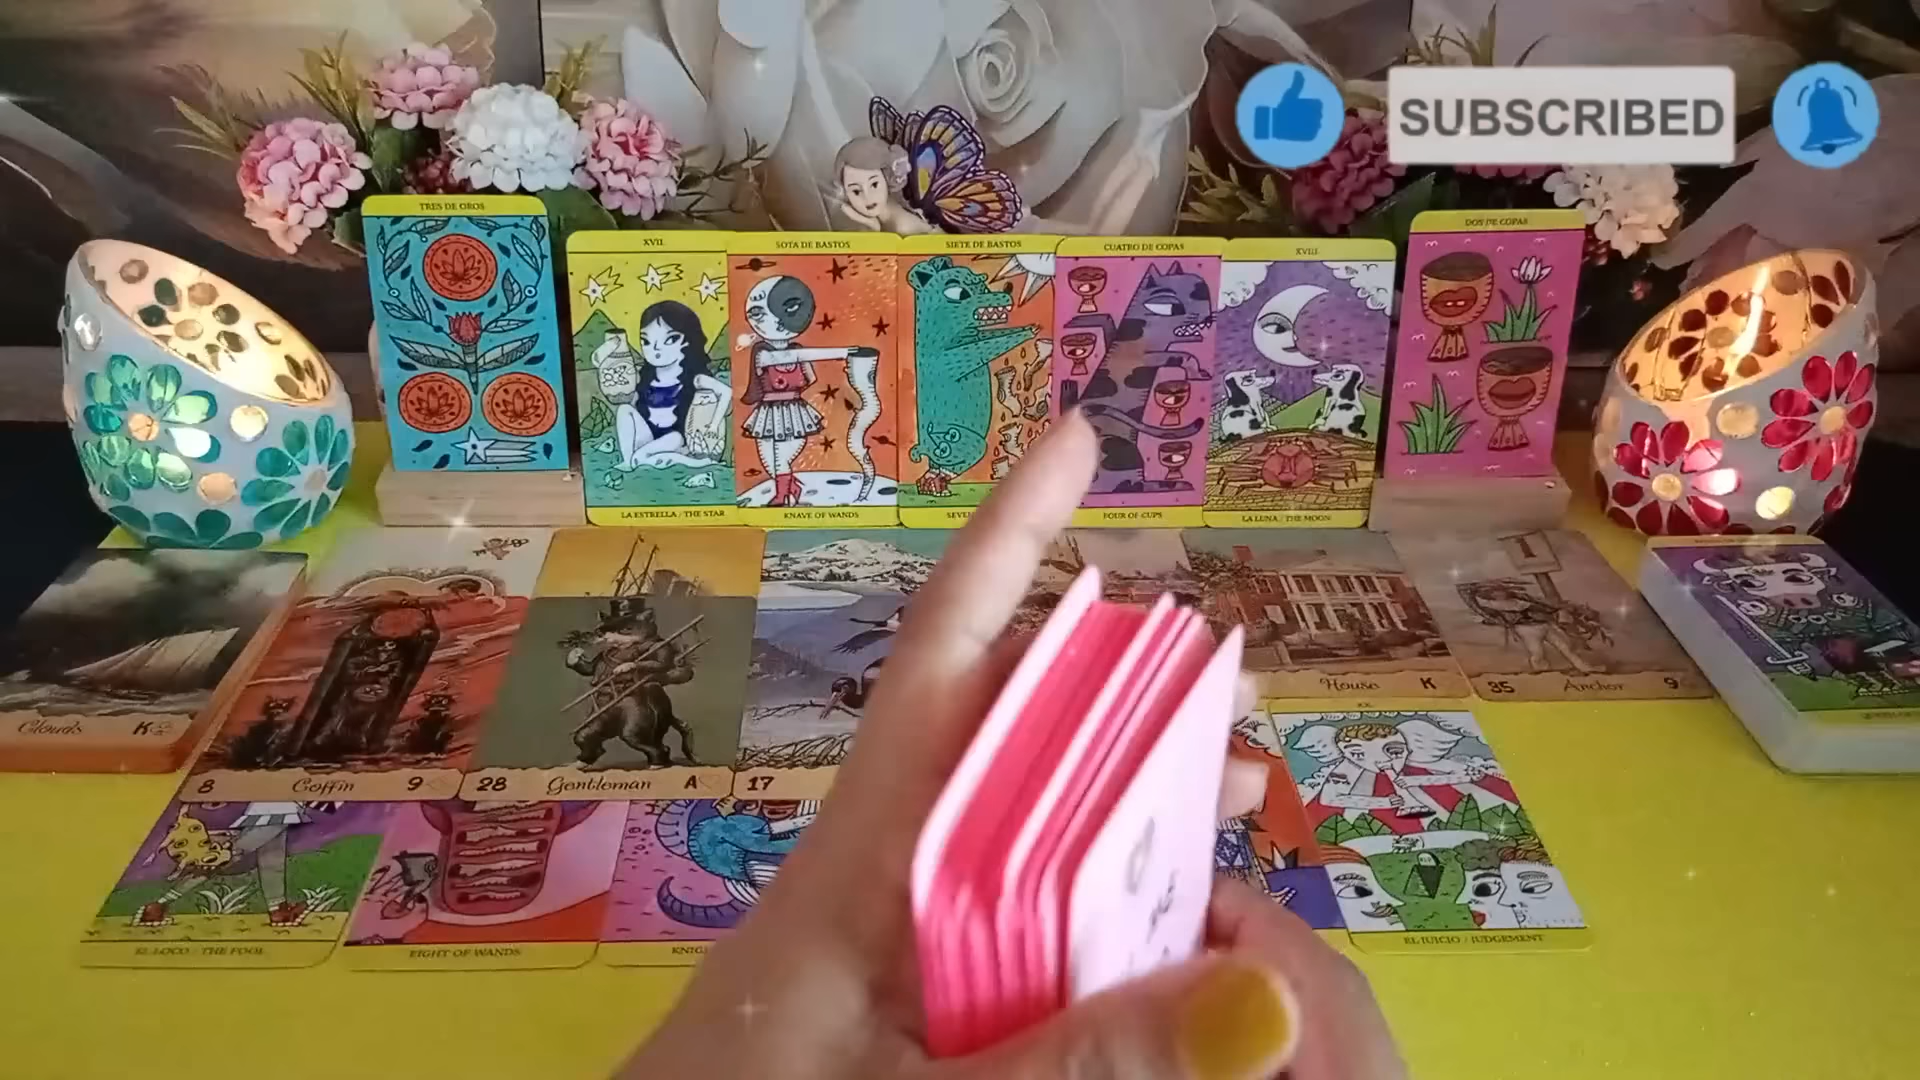 SUBSCRIBED
TRES DE OROS
XVII
SOTA DE BASTOS
SIETE DE BASTOS
CUATRO DE COPAS
XVIII
DOS DE COPAS
LA ESTRELLA / THE STAR
KNAVE OF WANDS
FOUR OF CUPS
LA LUNA / THE MOON
Clouds K
8 Coffin 9
28 Gentleman A
17
House K
35 Anchor 9
XX
EL LOCO / THE FOOL
EIGHT OF WANDS
EL JUICIO / JUDGEMENT